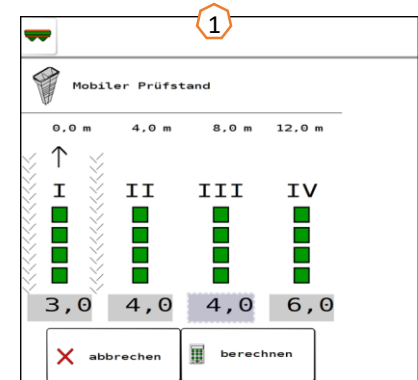 1
Mobiler Prüfstand
0,0 m 4,0 m 8,0 m 12,0 m
I II III IV
3,0 4,0 4,0 6,0
abbrechen berechnen